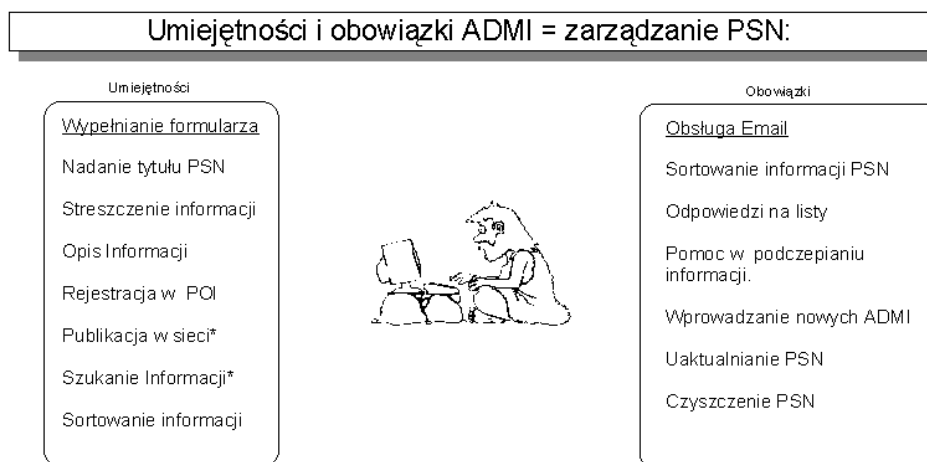 Umiejętności i obowiązki ADMI = zarządzanie PSN:
Umiejętności
Wypełnianie formularza
Nadanie tytułu PSN
Streszczenie informacji
Opis Informacji
Rejestracja w POI
Publikacja w sieci*
Szukanie Informacji*
Sortowanie informacji
Obowiązki
Obsługa Email
Sortowanie informacji PSN
Odpowiedzi na listy
Pomoc w podczepianiu
informacji.
Wprowadzanie nowych ADMI
Uaktualnianie PSN
Czyszczenie PSN